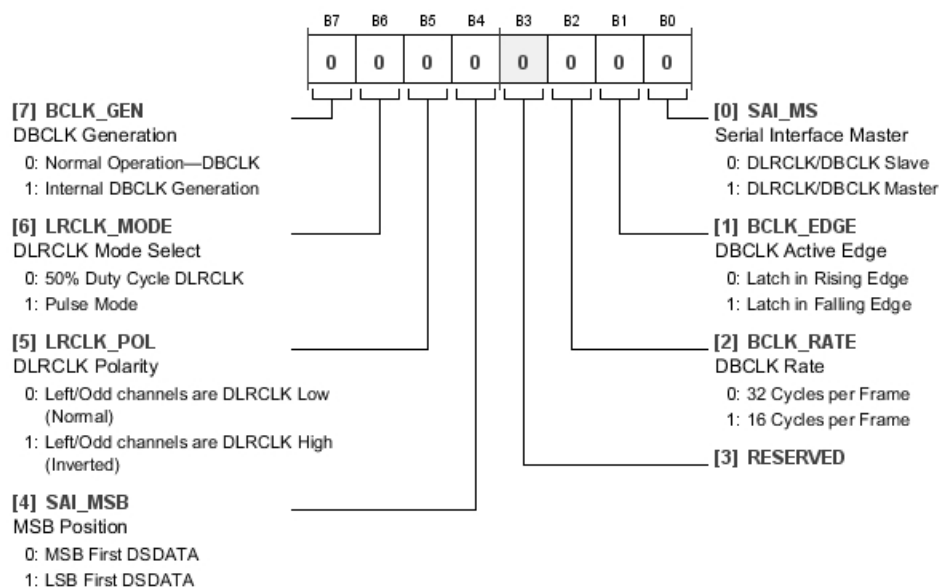 B7 B6 B5 B4 B3 B2 B1 B0
0 0 0 0 0 0 0 0
[7] BCLK_GEN
DBCLK Generation
0: Normal Operation—DBCLK
1: Internal DBCLK Generation
[6] LRCLK_MODE
DLRCLK Mode Select
0: 50% Duty Cycle DLRCLK
1: Pulse Mode
[5] LRCLK_POL
DLRCLK Polarity
0: Left/Odd channels are DLRCLK Low
(Normal)
1: Left/Odd channels are DLRCLK High
(Inverted)
[4] SAI_MSB
MSB Position
0: MSB First DSDATA
1: LSB First DSDATA
[0] SAI_MS
Serial Interface Master
0: DLRCLK/DBCLK Slave
1: DLRCLK/DBCLK Master
[1] BCLK_EDGE
DBCLK Active Edge
0: Latch in Rising Edge
1: Latch in Falling Edge
[2] BCLK_RATE
DBCLK Rate
0: 32 Cycles per Frame
1: 16 Cycles per Frame
[3] RESERVED